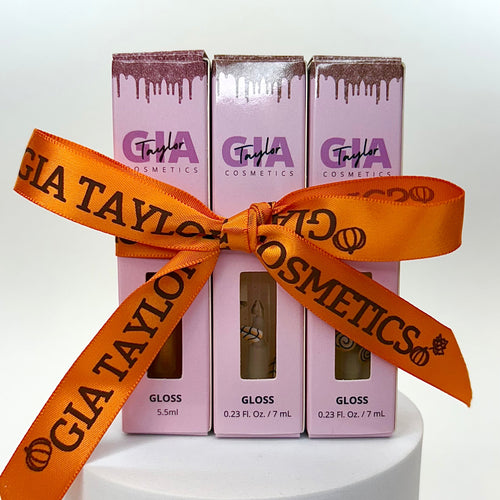 GIA
Taylor
COSMETICS
GIA
Taylor
COSMETICS
GIA
Taylor
COSMETICS
GIA TAYLOR
GIA
COSMETICS
GIA TAYLOR
GLOSS
5.5ml
GLOSS
0.23 Fl. Oz. / 7 mL
GLOSS
0.23 Fl. Oz. / 7 mL